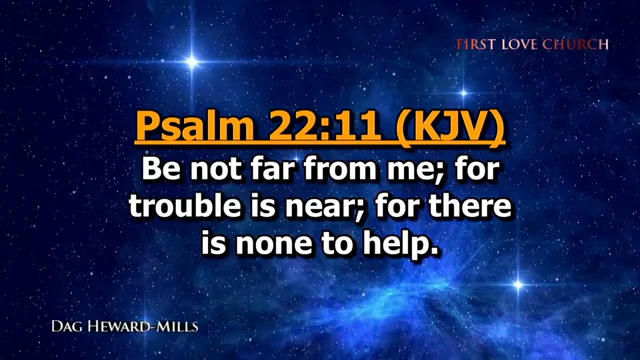 FIRST LOVE CHURCH
Psalm 22:11 (KJV)
Be not far from me; for
trouble is near; for there
is none to help.
DAG HEWARD-MILLS